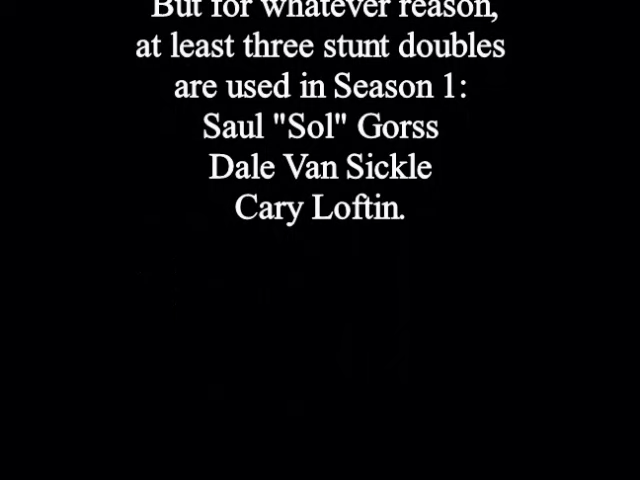 But for whatever reason,
at least three stunt doubles
are used in Season 1:
Saul "Sol" Gorss
Dale Van Sickle
Cary Loftin.